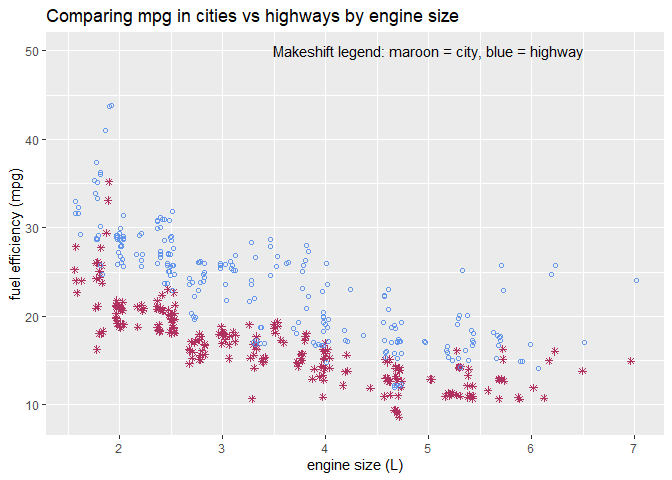 Comparing mpg in cities vs highways by engine size
Makeshift legend: maroon = city, blue = highway
50
40
30
20
10
fuel efficiency (mpg)
2 3 4 5 6 7
engine size (L)